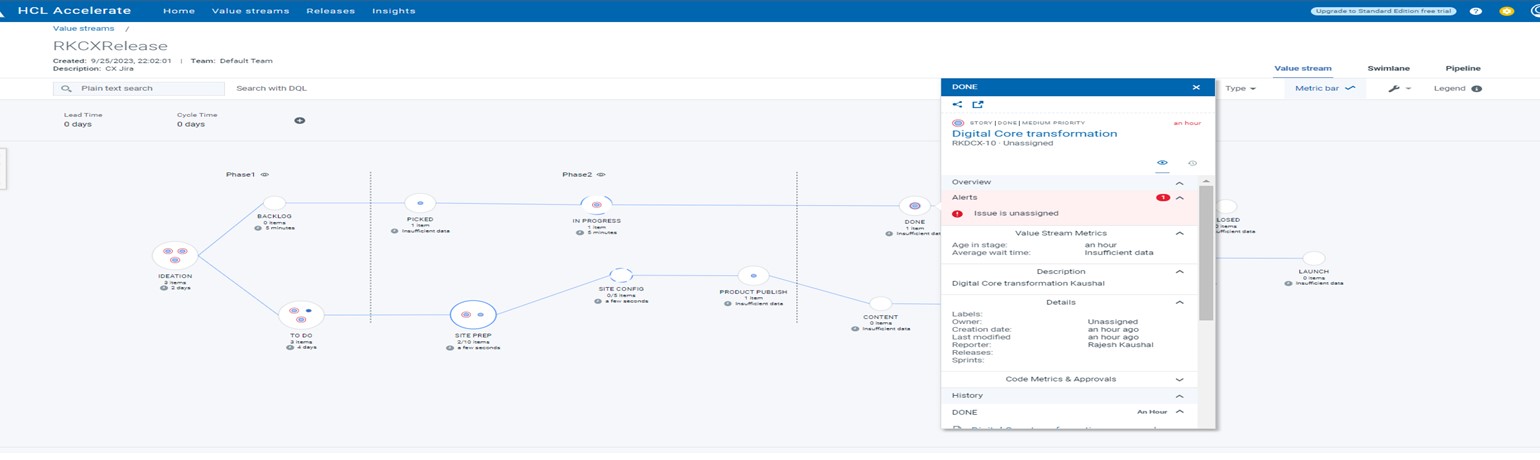 HCL Accelerate Home Value streams Releases Insights Upgrade to Standard Edition free trial
Value streams /
RKCXRelease
Created: 9/25/2023, 22:02:01 | Team: Default Team
Description: CX Jira
Value stream Swimlane Pipeline
Plain text search Search with DQL Type Metric bar Legend
Lead Time Cycle Time
0 days 0 days
Phase1 Phase2
BACKLOG
0 items
5 minutes
PICKED
1 item
Insufficient data
IN PROGRESS
1 item
5 minutes
DONE
1 item
Insufficient
LOSED
items
IDEATION
3 items
2 days
TO DO
3 items
4 days
SITE PREP
2/10 items
a few seconds
SITE CONFIG
0/5 items
a few seconds
PRODUCT PUBLISH
1 item
Insufficient data
CONTENT
0 items
Insufficient data
LAUNCH
0 items
Insufficient data
DONE
STORY | DONE | MEDIUM PRIORITY an hour
Digital Core transformation
RKDCX-10 · Unassigned
Overview
Alerts 1
Issue is unassigned
Value Stream Metrics
Age in stage: an hour
Average wait time: Insufficient data
Description
Digital Core transformation Kaushal
Details
Labels:
Owner: Unassigned
Creation date: an hour ago
Last modified an hour ago
Reporter: Rajesh Kaushal
Releases:
Sprints:
Code Metrics & Approvals
History
DONE An Hour